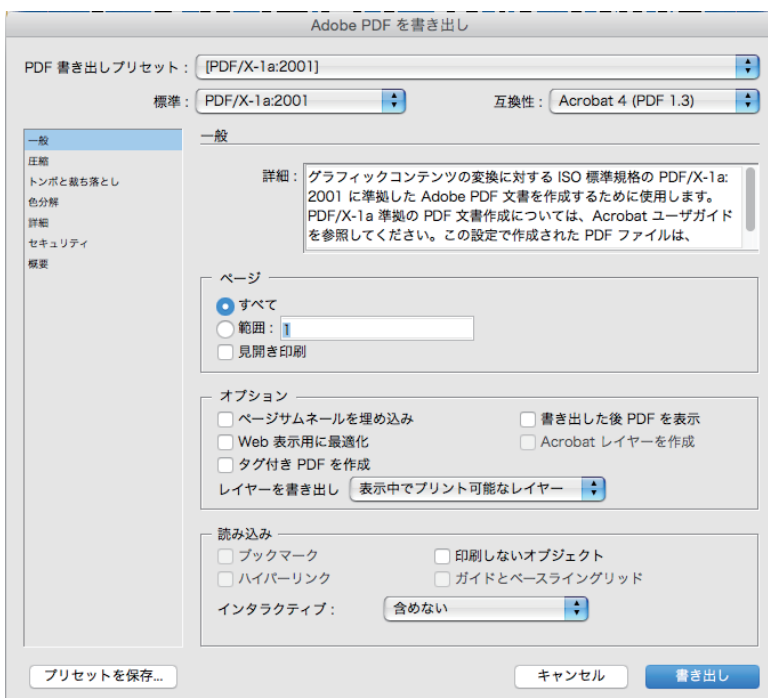 Adobe PDF を書き出し
PDF 書き出しプリセット : [PDF/X-1a:2001]
標準 : PDF/X-1a:2001 互換性 : Acrobat 4 (PDF 1.3)
一般
圧縮
トンボと裁ち落とし
色分解
詳細
セキュリティ
概要
一般
詳細 : グラフィックコンテンツの変換に対する ISO 標準規格の PDF/X-1a:
2001 に準拠した Adobe PDF 文書を作成するために使用します。
PDF/X-1a 準拠の PDF 文書作成については、Acrobat ユーザガイド
を参照してください。この設定で作成された PDF ファイルは、
ページ
すべて
範囲 : 1
見開き印刷
オプション
ページサムネールを埋め込み 書き出した後 PDF を表示
Web 表示用に最適化 Acrobat レイヤーを作成
タグ付き PDF を作成
レイヤーを書き出し 表示中でプリント可能なレイヤー
読み込み
ブックマーク 印刷しないオブジェクト
ハイパーリンク ガイドとベースライングリッド
インタラクティブ : 含めない
プリセットを保存... キャンセル 書き出し